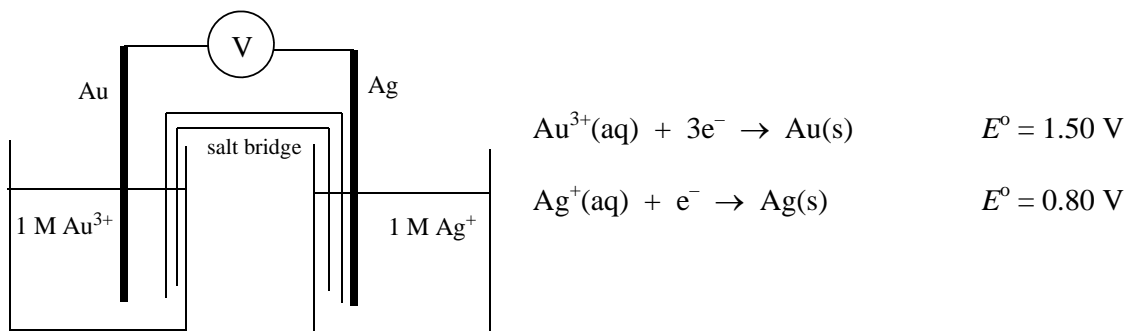 V
Au
Ag
salt bridge
1 M Au³⁺
1 M Ag⁺
Au³⁺(aq) + 3e⁻ → Au(s) E° = 1.50 V
Ag⁺(aq) + e⁻ → Ag(s) E° = 0.80 V